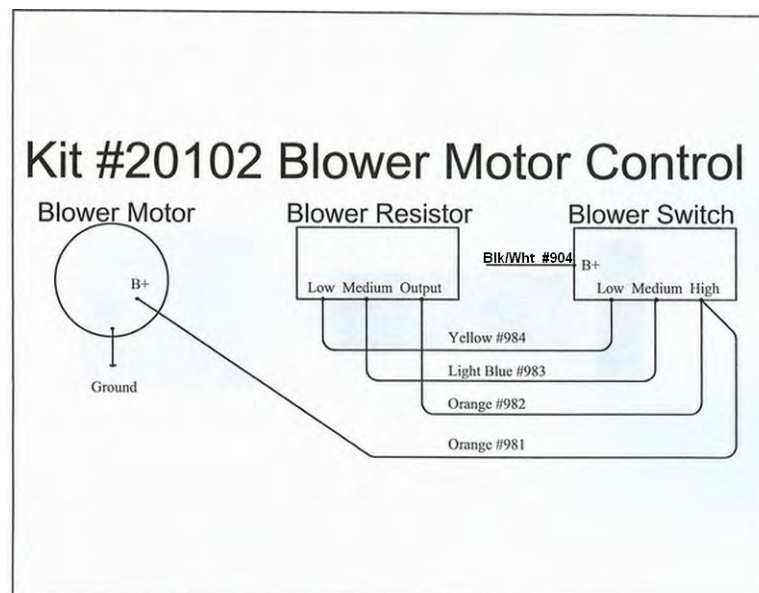 Kit #20102 Blower Motor Control
Blower Motor
Blower Resistor
Blower Switch
Blk/Wht #904
B+
B+
Low Medium Output
Low Medium High
Yellow #984
Light Blue #983
Ground
Orange #982
Orange #981